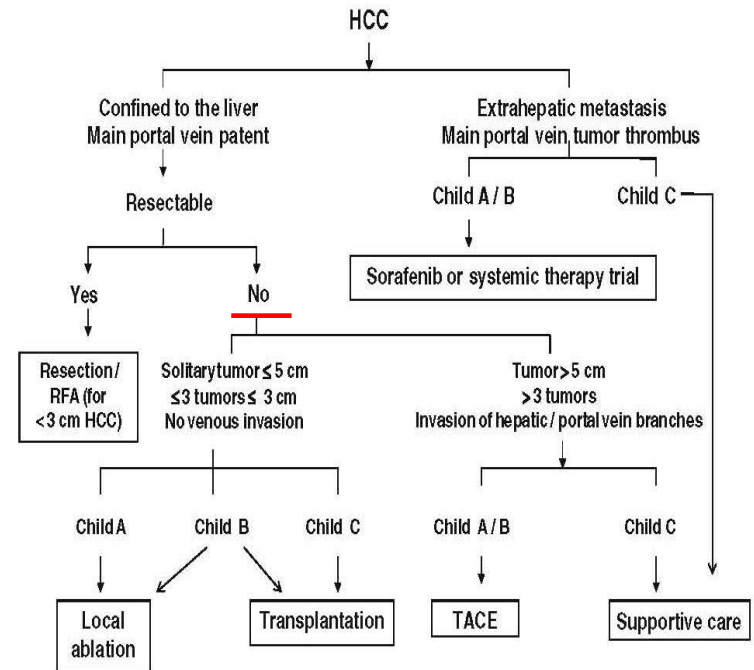 HCC
Confined to the liver
Main portal vein patent
Extrahepatic metastasis
Main portal vein tumor thrombus
Resectable
Child A / B
Child C
Sorafenib or systemic therapy trial
Yes
No
Resection/
RFA (for
<3 cm HCC)
Solitary tumor ≤ 5 cm
≤3 tumors ≤ 3 cm
No venous invasion
Tumor > 5 cm
>3 tumors
Invasion of hepatic / portal vein branches
Child A
Child B
Child C
Child A / B
Child C
Local
ablation
Transplantation
TACE
Supportive care